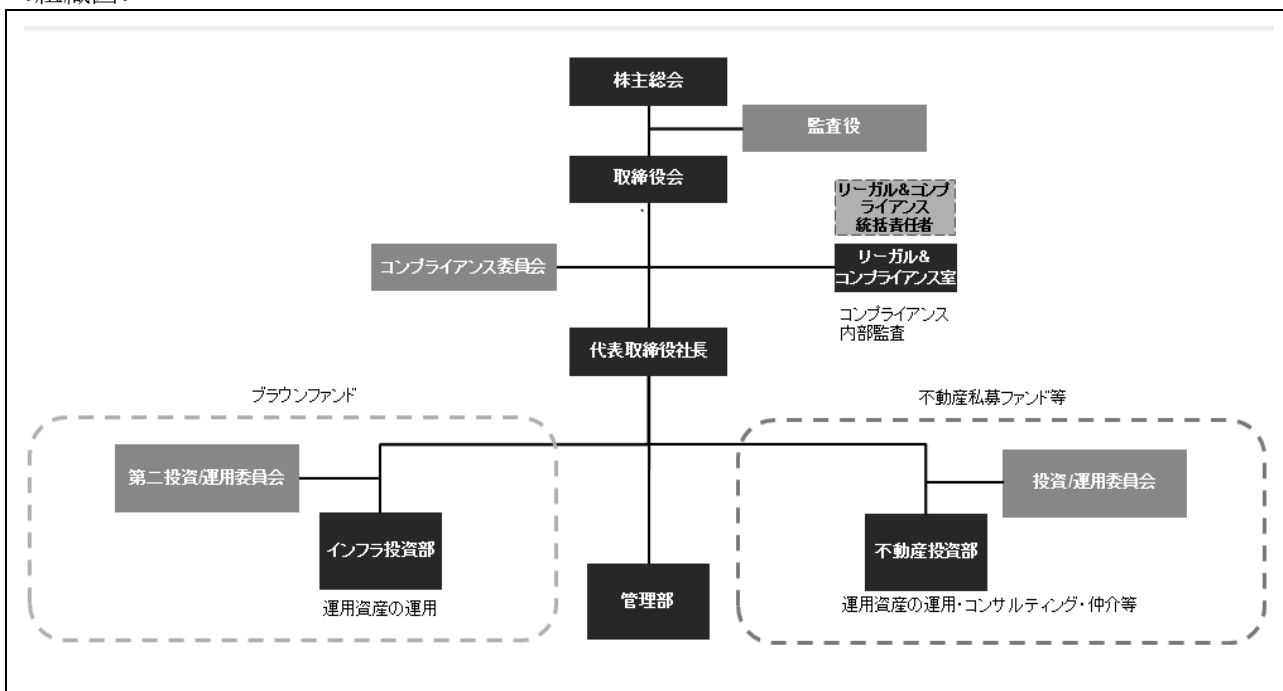 株主総会
監査役
取締役会
リーガル&コンプ
ライアンス
統括責任者
コンプライアンス委員会
リーガル&
コンプライアンス室
コンプライアンス
内部監査
代表取締役社長
ブラウンファンド
不動産私募ファンド等
第二投資/運用委員会
投資/運用委員会
インフラ投資部
不動産投資部
運用資産の運用
管理部
運用資産の運用・コンサルティング・仲介等